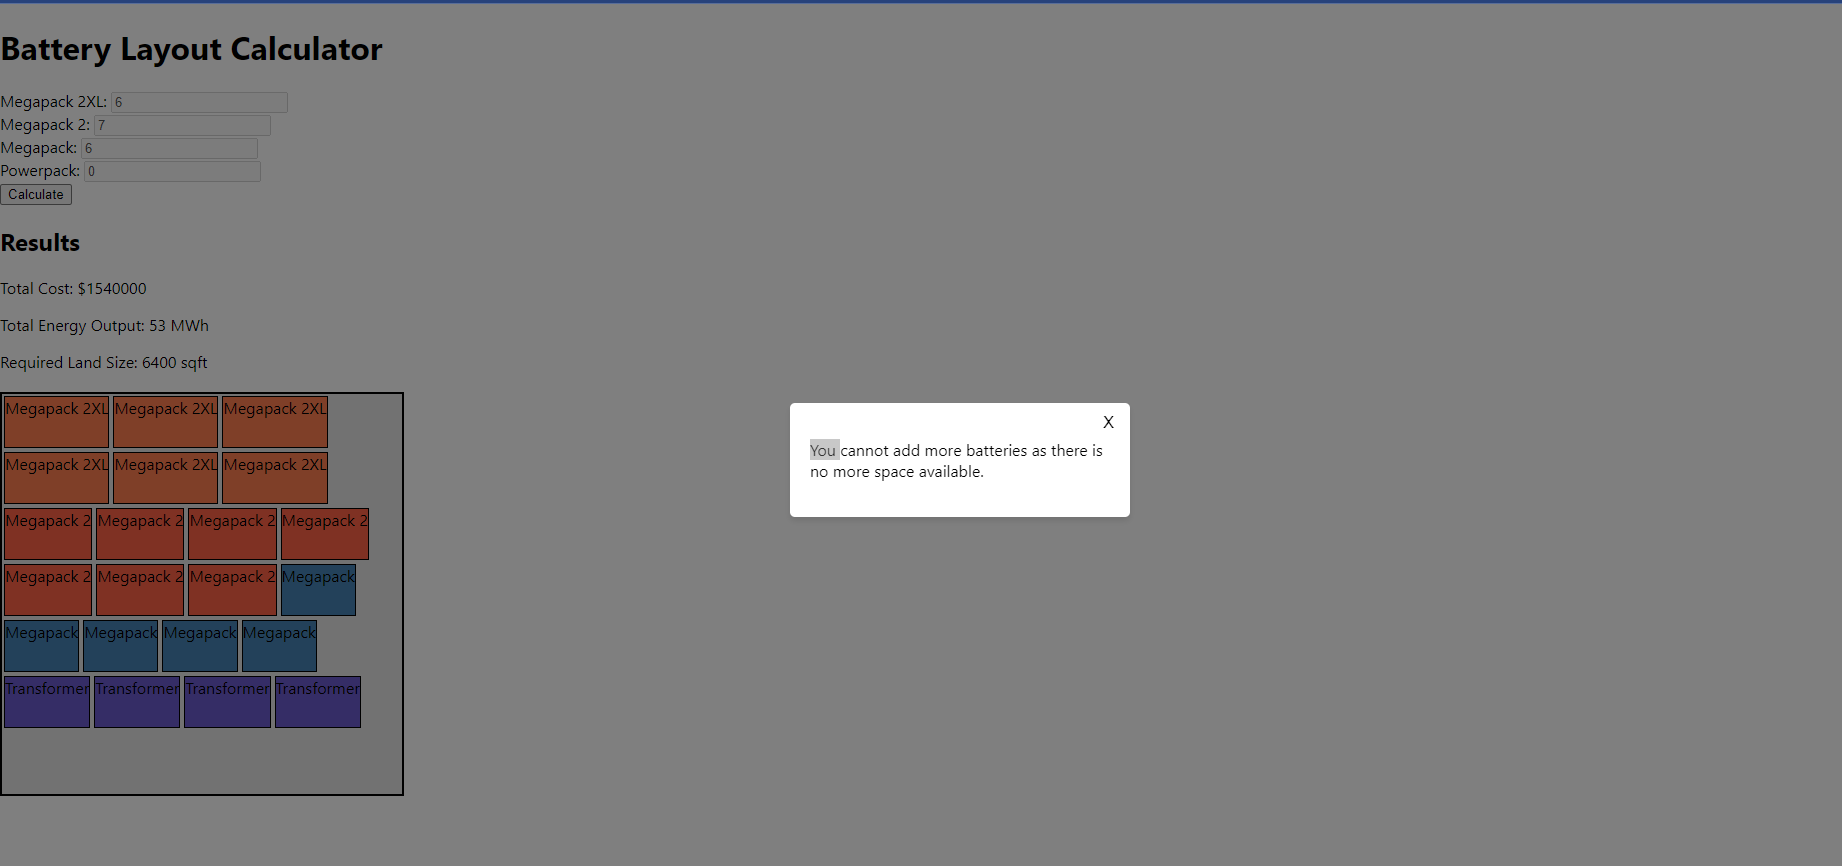 Battery Layout Calculator
Megapack 2XL: 6
Megapack 2: 7
Megapack: 6
Powerpack: 0
Calculate
Results
Total Cost: $1540000
Total Energy Output: 53 MWh
Required Land Size: 6400 sqft
Megapack 2XL Megapack 2XL Megapack 2XL
Megapack 2XL Megapack 2XL Megapack 2XL
Megapack 2 Megapack 2 Megapack 2 Megapack 2
Megapack 2 Megapack 2 Megapack 2 Megapack
Megapack Megapack Megapack Megapack
Transformer Transformer Transformer Transformer
X
You cannot add more batteries as there is
no more space available.